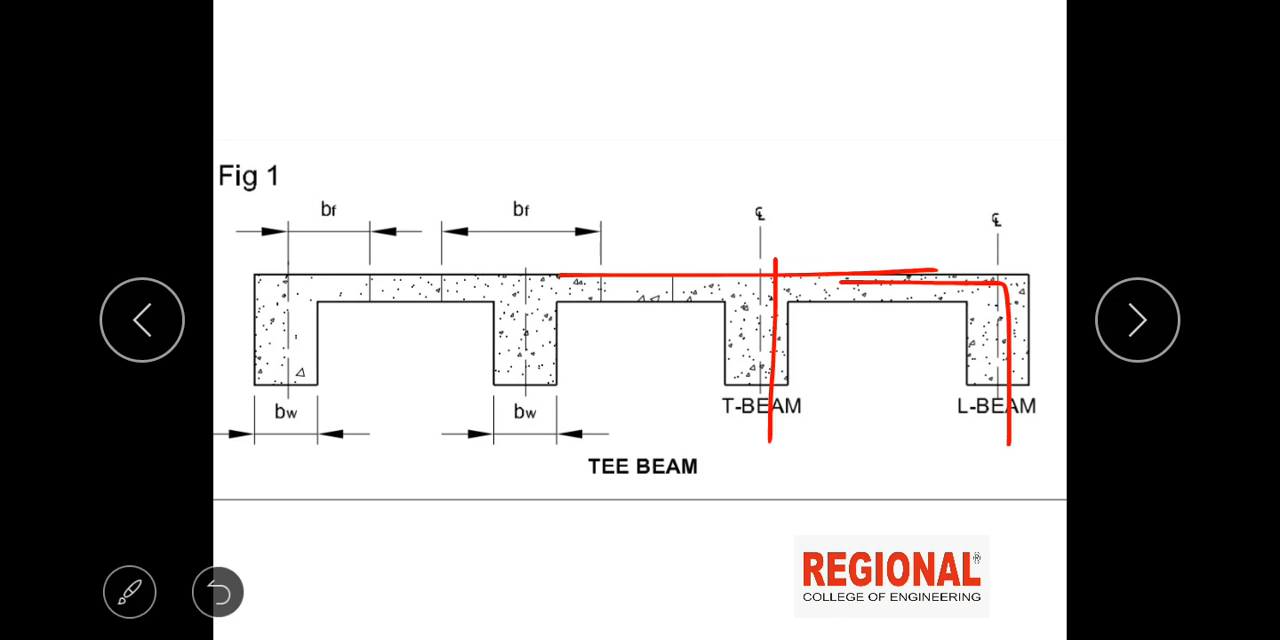 Fig 1
bf
bf
℄
℄
bw
bw
T-BEAM
L-BEAM
TEE BEAM
REGIONAL®
COLLEGE OF ENGINEERING